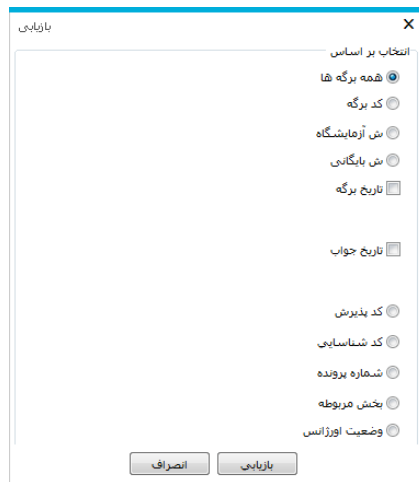 بازیابی
انتخاب بر اساس
همه برگه ها
کد برگه
ش آزمایشگاه
ش بایگانی
تاریخ برگه
تاریخ جواب
کد پذیرش
کد شناسایی
شماره پرونده
بخش مربوطه
وضعیت اورژانس
بازیابی
انصراف